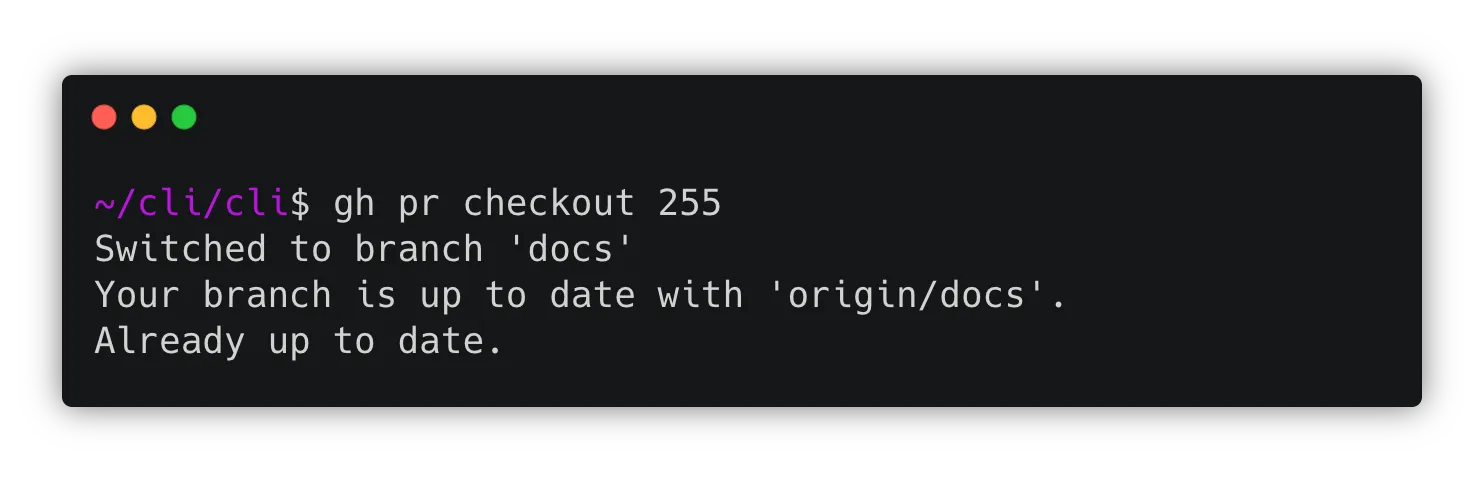 ~/cli/cli$ gh pr checkout 255
Switched to branch 'docs'
Your branch is up to date with 'origin/docs'.
Already up to date.